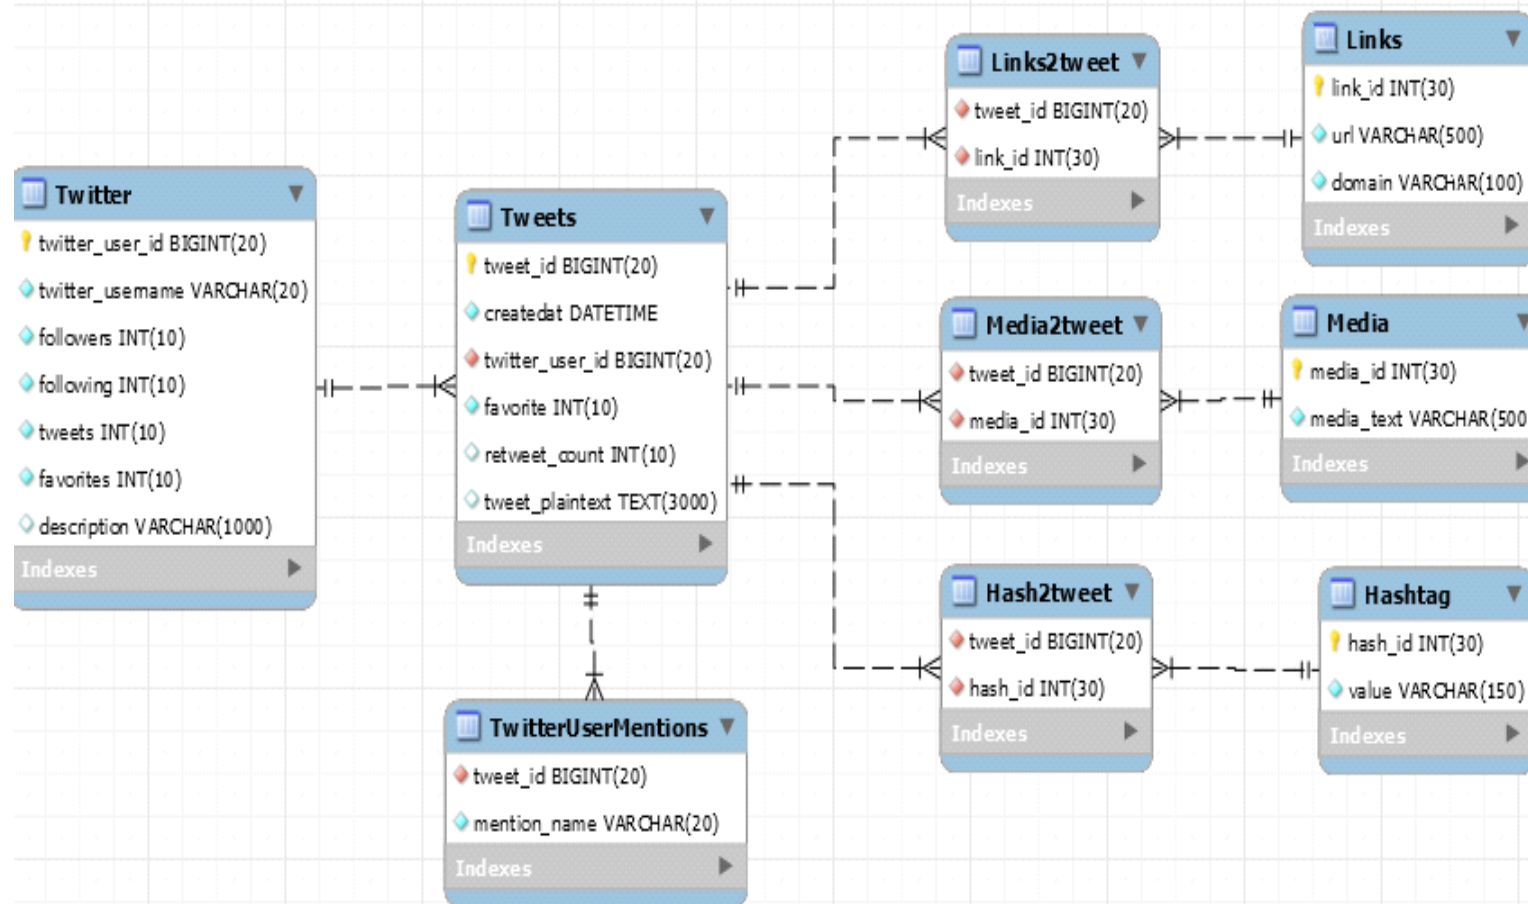 Twitter
twitter_user_id BIGINT(20)
twitter_username VARCHAR(20)
followers INT(10)
following INT(10)
tweets INT(10)
favorites INT(10)
description VARCHAR(1000)
Indexes
Tweets
tweet_id BIGINT(20)
createdat DATETIME
twitter_user_id BIGINT(20)
favorite INT(10)
retweet_count INT(10)
tweet_plaintext TEXT(3000)
Indexes
TwitterUserMentions
tweet_id BIGINT(20)
mention_name VARCHAR(20)
Indexes
Links2tweet
tweet_id BIGINT(20)
link_id INT(30)
Indexes
Links
link_id INT(30)
url VARCHAR(500)
domain VARCHAR(100)
Indexes
Media2tweet
tweet_id BIGINT(20)
media_id INT(30)
Indexes
Media
media_id INT(30)
media_text VARCHAR(500
Indexes
Hash2tweet
tweet_id BIGINT(20)
hash_id INT(30)
Indexes
Hashtag
hash_id INT(30)
value VARCHAR(150)
Indexes